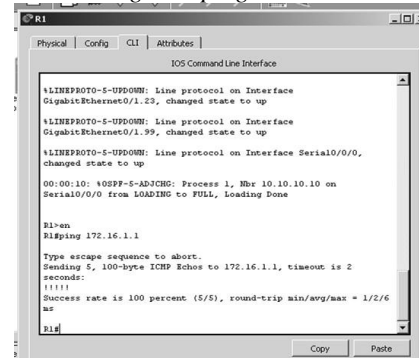 R1
Physical Config CLI Attributes
IOS Command Line Interface
%LINEPROTO-5-UPDOWN: Line protocol on Interface
GigabitEthernet0/1.23, changed state to up
%LINEPROTO-5-UPDOWN: Line protocol on Interface
GigabitEthernet0/1.99, changed state to up
%LINEPROTO-5-UPDOWN: Line protocol on Interface Serial0/0/0,
changed state to up
00:00:10: %OSPF-5-ADJCHG: Process 1, Nbr 10.10.10.10 on
Serial0/0/0 from LOADING to FULL, Loading Done
R1>en
R1#ping 172.16.1.1
Type escape sequence to abort.
Sending 5, 100-byte ICMP Echos to 172.16.1.1, timeout is 2
seconds:
!!!!!
Success rate is 100 percent (5/5), round-trip min/avg/max = 1/2/6
ms
R1#
Copy Paste